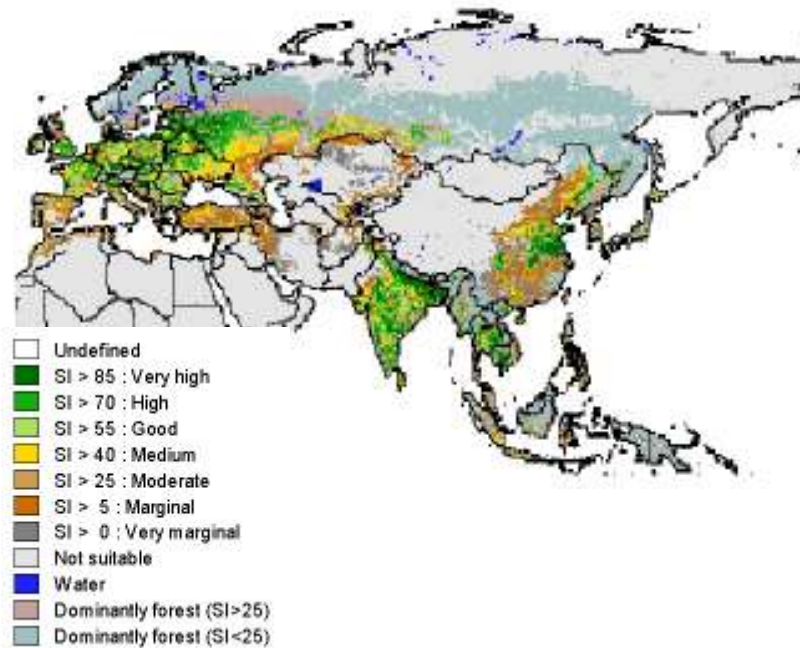 Undefined
SI > 85 : Very high
SI > 70 : High
SI > 55 : Good
SI > 40 : Medium
SI > 25 : Moderate
SI > 5 : Marginal
SI > 0 : Very marginal
Not suitable
Water
Dominantly forest (SI>25)
Dominantly forest (SI<25)